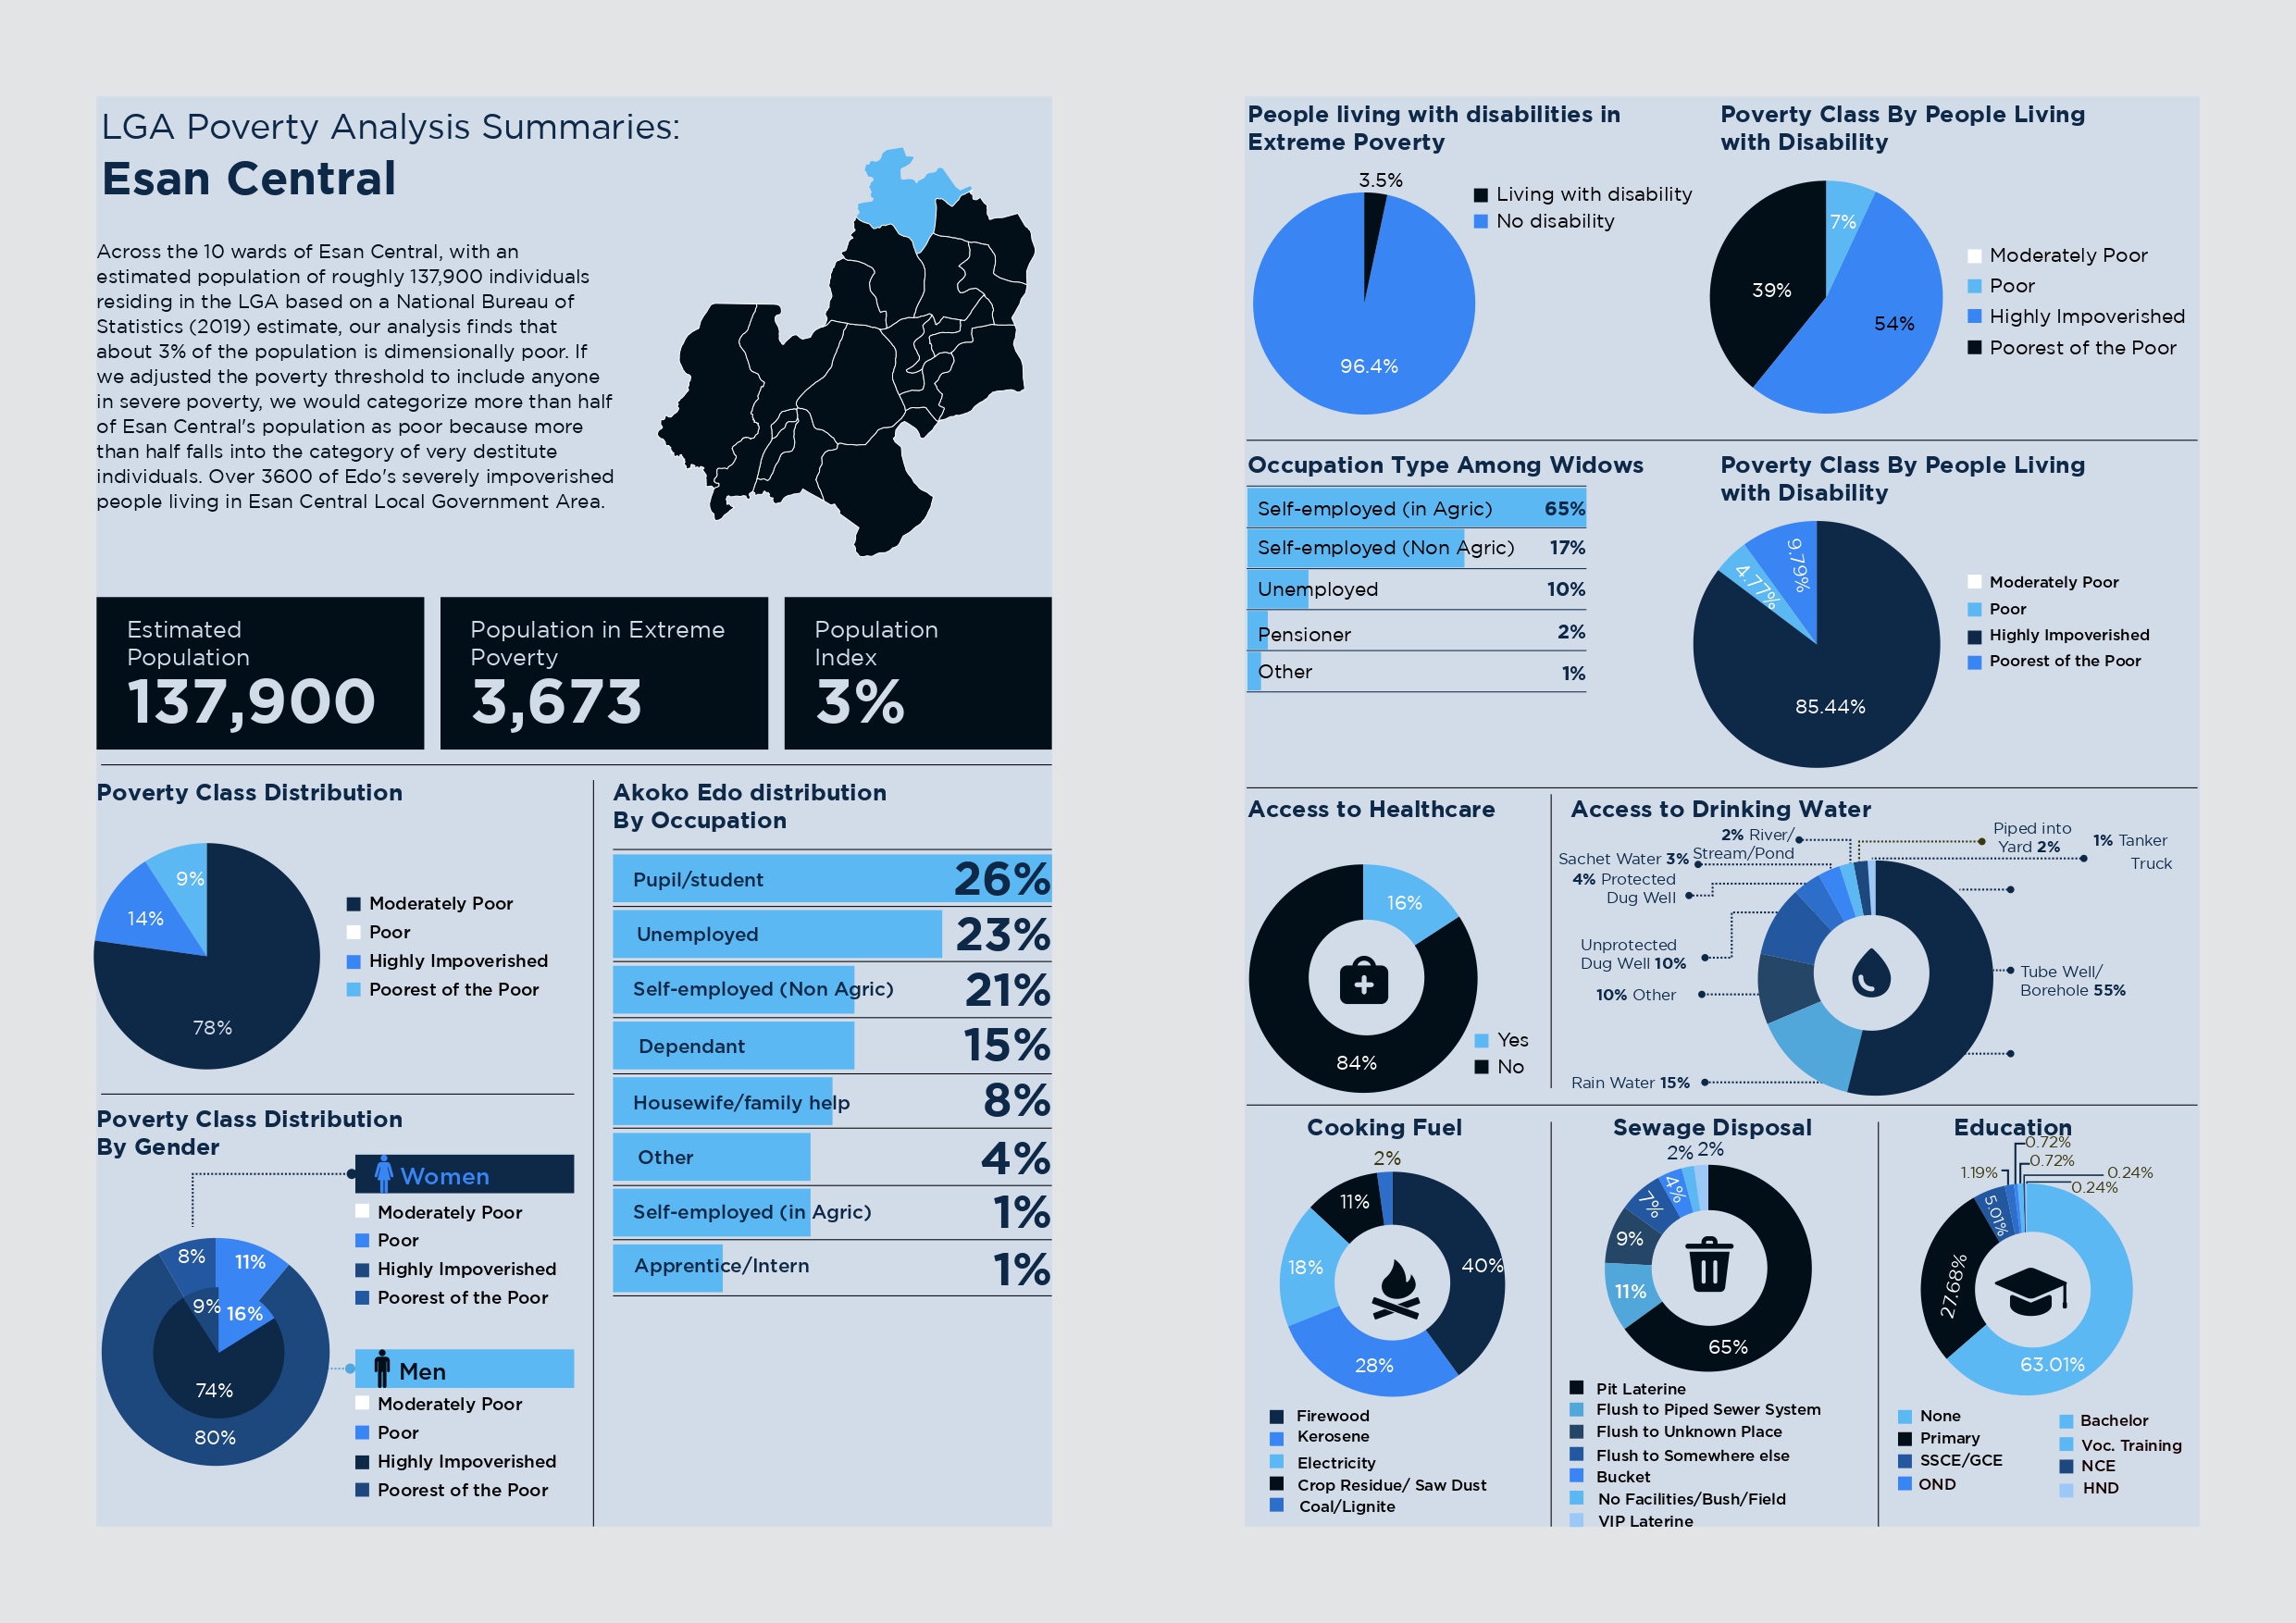 LGA Poverty Analysis Summaries:
Esan Central
Across the 10 wards of Esan Central, with an
estimated population of roughly 137,900 individuals
residing in the LGA based on a National Bureau of
Statistics (2019) estimate, our analysis finds that
about 3% of the population is dimensionally poor. If
we adjusted the poverty threshold to include anyone
in severe poverty, we would categorize more than half
of Esan Central's population as poor because more
than half falls into the category of very destitute
individuals. Over 3600 of Edo's severely impoverished
people living in Esan Central Local Government Area.
Estimated
Population
137,900
Population in Extreme
Poverty
3,673
Population
Index
3%
Poverty Class Distribution
9%
14%
78%
Moderately Poor
Poor
Highly Impoverished
Poorest of the Poor
Poverty Class Distribution
By Gender
Women
Moderately Poor
Poor
Highly Impoverished
Poorest of the Poor
8%
11%
9%
16%
74%
80%
Men
Moderately Poor
Poor
Highly Impoverished
Poorest of the Poor
Akoko Edo distribution
By Occupation
Pupil/student 26%
Unemployed 23%
Self-employed (Non Agric) 21%
Dependant 15%
Housewife/family help 8%
Other 4%
Self-employed (in Agric) 1%
Apprentice/Intern 1%
People living with disabilities in
Extreme Poverty
3.5%
96.4%
Living with disability
No disability
Poverty Class By People Living
with Disability
7%
39%
54%
Moderately Poor
Poor
Highly Impoverished
Poorest of the Poor
Occupation Type Among Widows
Self-employed (in Agric) 65%
Self-employed (Non Agric) 17%
Unemployed 10%
Pensioner 2%
Other 1%
Poverty Class By People Living
with Disability
9.79%
4.77%
85.44%
Moderately Poor
Poor
Highly Impoverished
Poorest of the Poor
Access to Healthcare
16%
84%
Yes
No
Access to Drinking Water
2% River/
Stream/Pond
Sachet Water 3%
4% Protected
Dug Well
Unprotected
Dug Well 10%
10% Other
Rain Water 15%
Piped into
Yard 2%
1% Tanker
Truck
Tube Well/
Borehole 55%
Cooking Fuel
2%
11%
18%
40%
28%
Firewood
Kerosene
Electricity
Crop Residue/ Saw Dust
Coal/Lignite
Sewage Disposal
2% 2%
4%
7%
9%
11%
65%
Pit Laterine
Flush to Piped Sewer System
Flush to Unknown Place
Flush to Somewhere else
Bucket
No Facilities/Bush/Field
VIP Laterine
Education
0.72%
0.72%
1.19%
0.24%
0.24%
5.01%
27.68%
63.01%
None
Primary
SSCE/GCE
OND
Bachelor
Voc. Training
NCE
HND